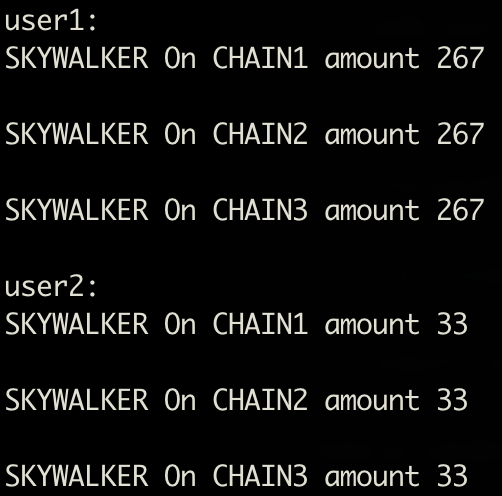 user1:
SKYWALKER On CHAIN1 amount 267
SKYWALKER On CHAIN2 amount 267
SKYWALKER On CHAIN3 amount 267
user2:
SKYWALKER On CHAIN1 amount 33
SKYWALKER On CHAIN2 amount 33
SKYWALKER On CHAIN3 amount 33